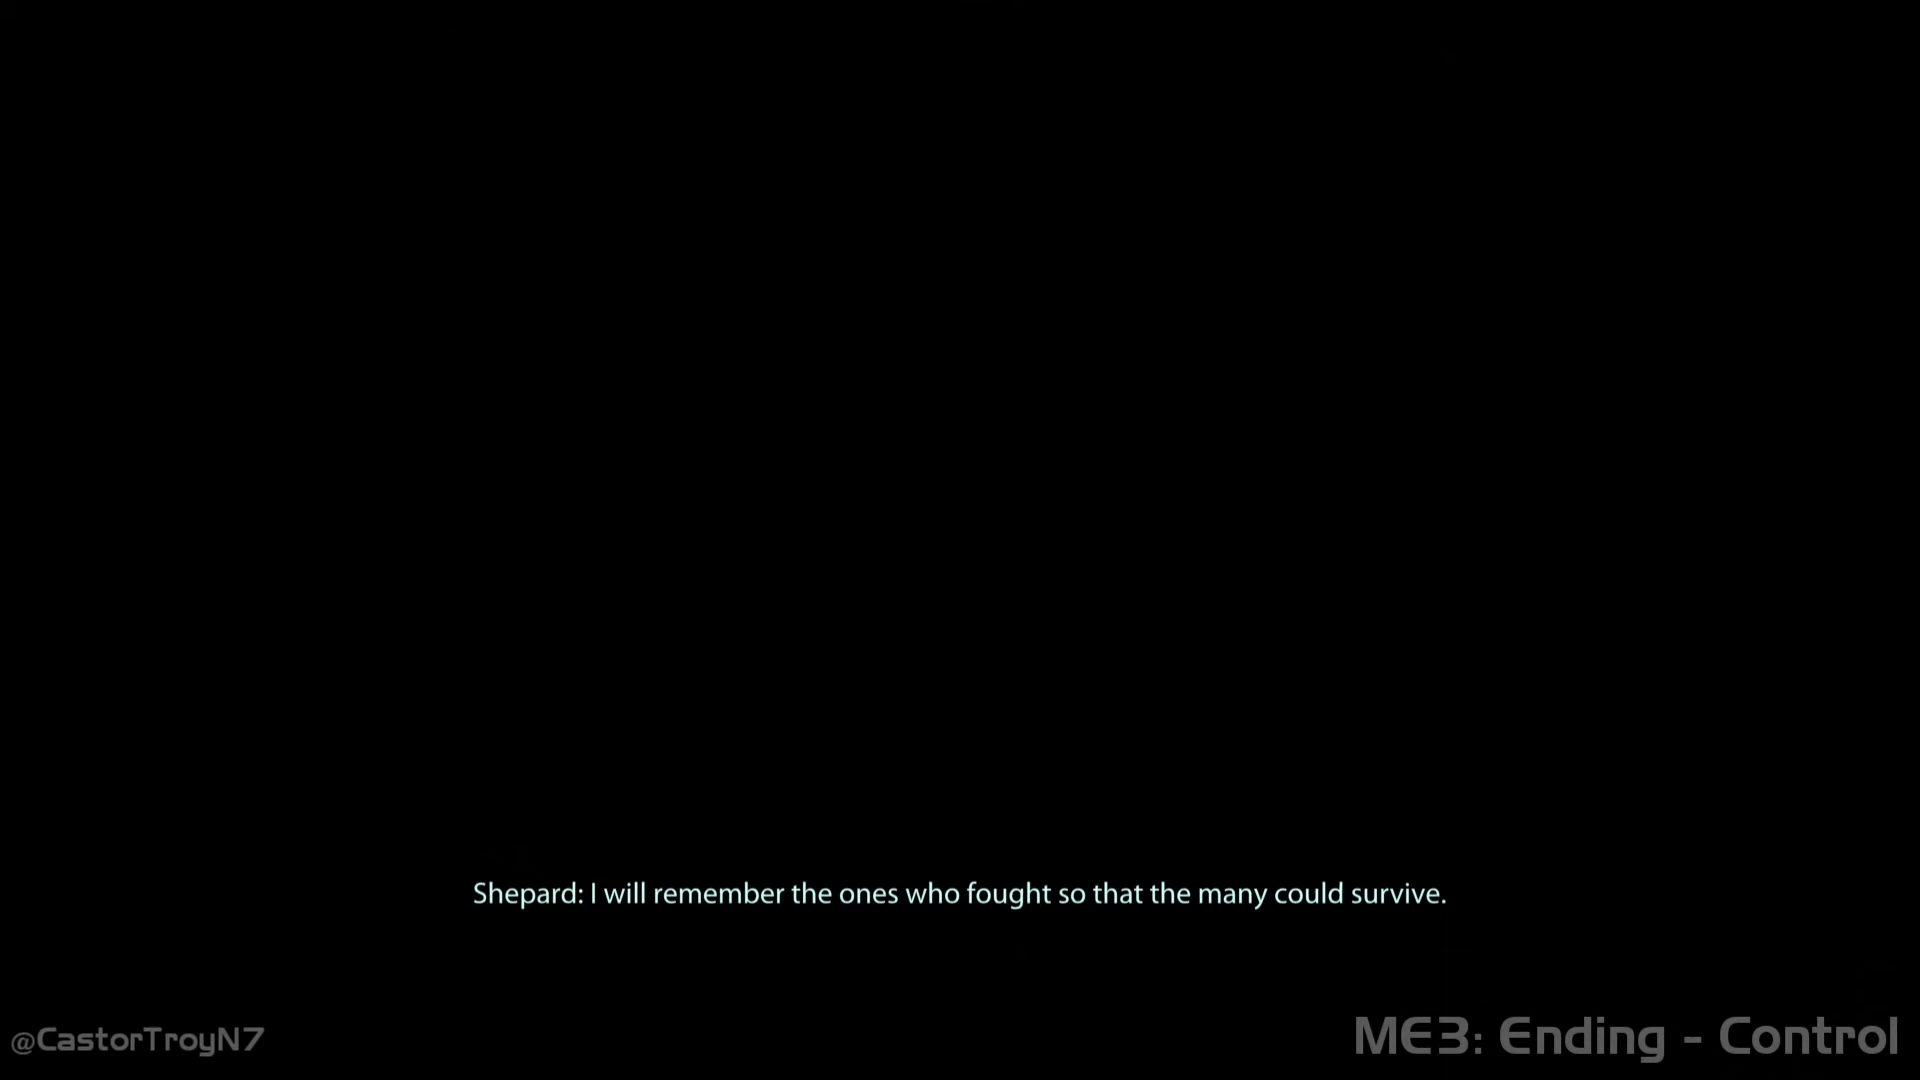 Shepard: I will remember the ones who fought so that the many could survive.
@CastorTroyN7
ME3: Ending - Control